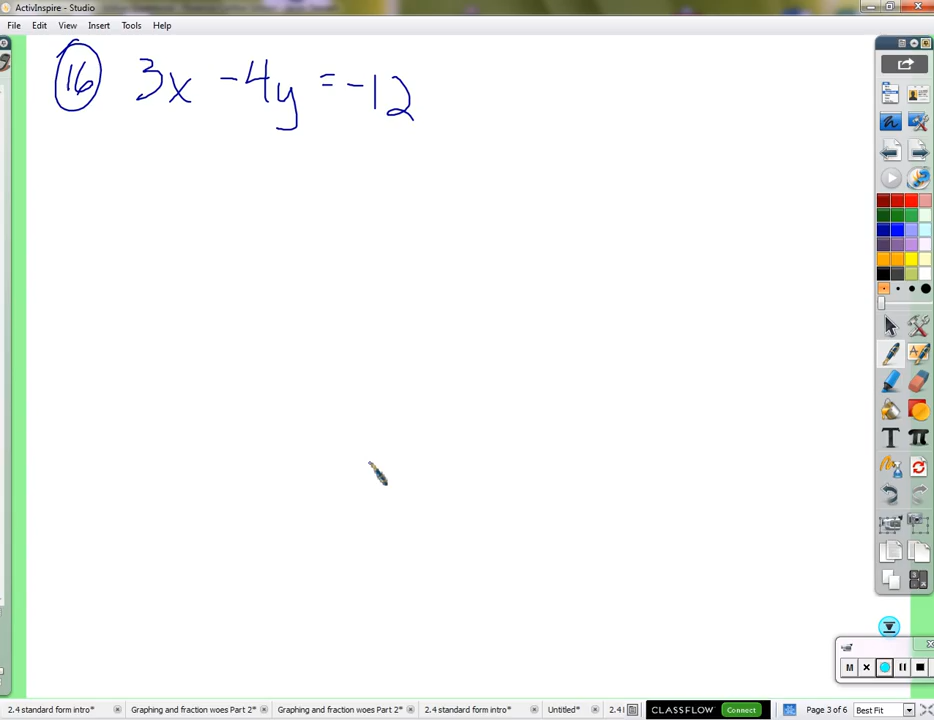 ActivInspire - Studio
File Edit View Insert Tools Help
16 3x - 4y = -12
T π
M
2.4 standard form intro* Graphing and fraction woes Part 2* Graphing and fraction woes Part 2* 2.4 standard form intro* Untitled* 2.4 l CLASSFLOW Connect Page 3 of 6 Best Fit